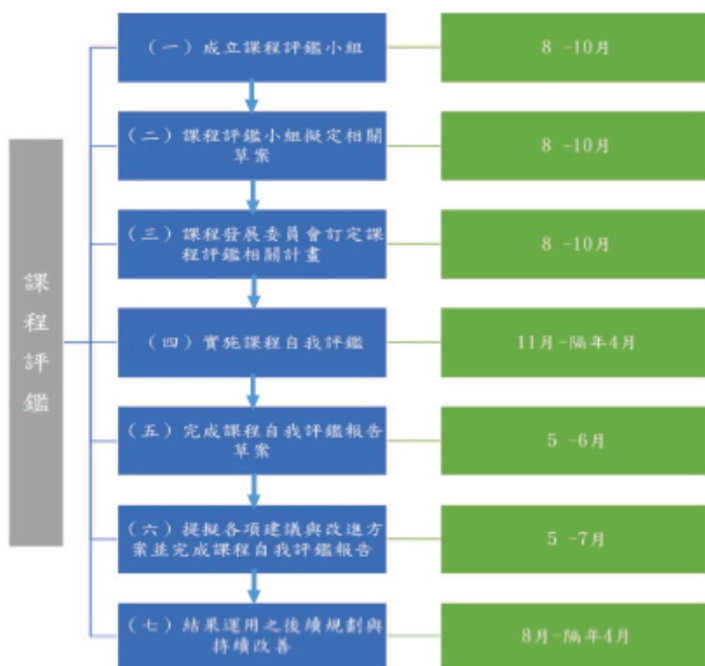 課程評鑑
（一）成立課程評鑑小組
8 -10月
（二）課程評鑑小組擬定相關
草案
8 -10月
（三）課程發展委員會訂定課
程評鑑相關計畫
8 -10月
（四）實施課程自我評鑑
11月-隔年4月
（五）完成課程自我評鑑報告
草案
5 -6月
（六）提擬各項建議與改進方
案並完成課程自我評鑑報告
5 -7月
（七）結果運用之後續規劃與
持續改善
8月-隔年4月